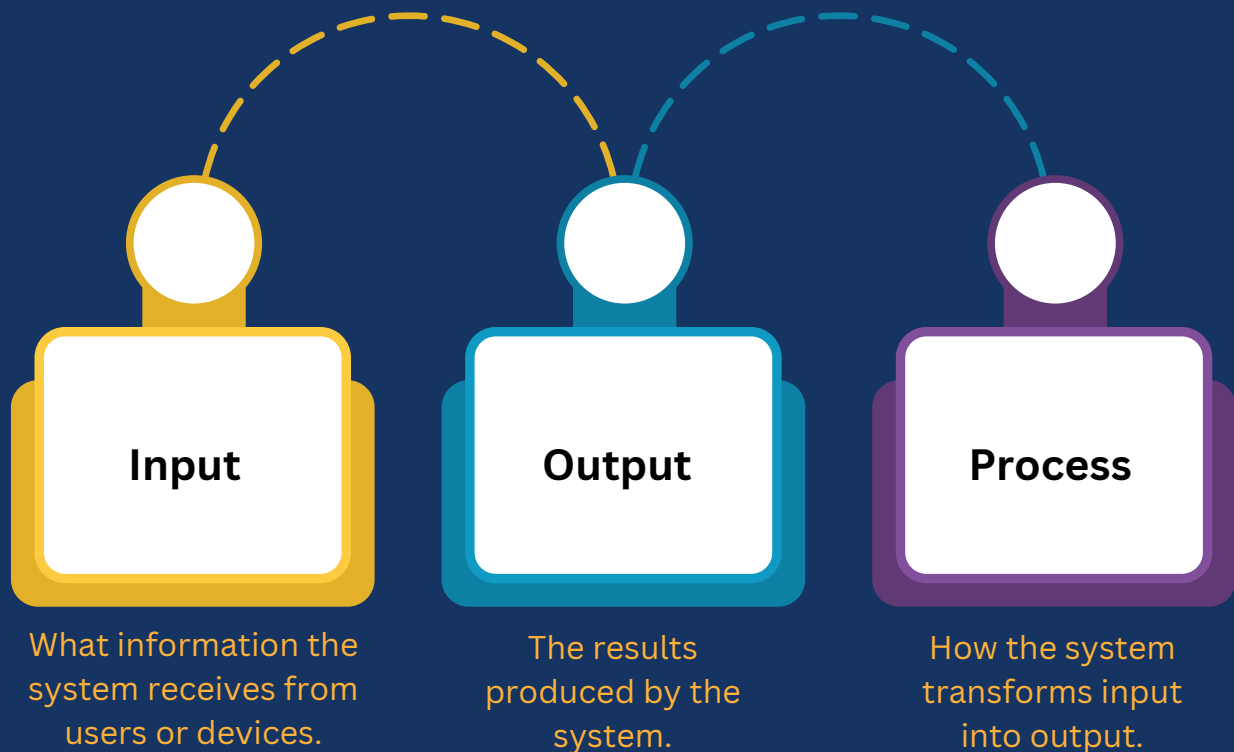 Input
What information the
system receives from
users or devices.
Output
The results
produced by the
system.
Process
How the system
transforms input
into output.